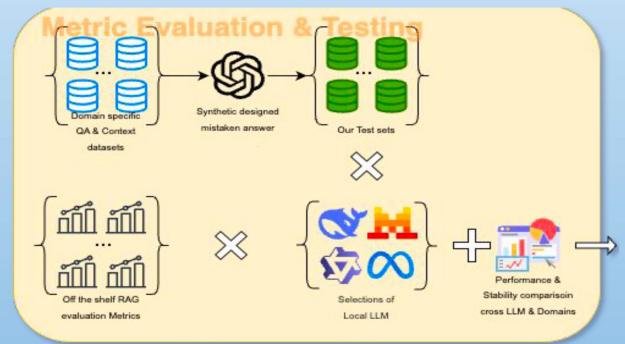 Metric Evaluation & Testing
...
...
Domain specific
QA & Context
datasets
Synthetic designed
mistaken answer
Our Test sets
...
Off the shelf RAG
evaluation Metrics
Selections of
Local LLM
Performance &
Stability comparisoin
cross LLM & Domains